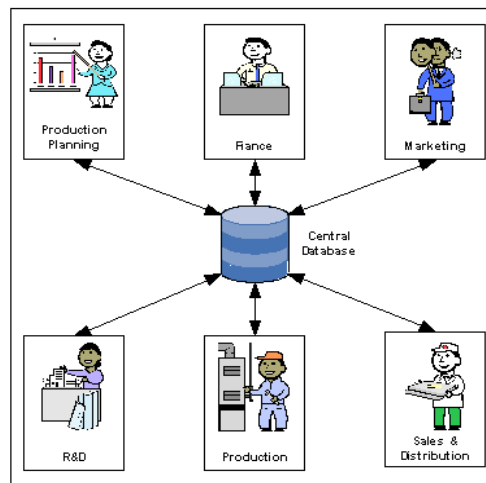 Production
Planning
Fiance
Marketing
Central
Database
R&D
Production
Sales &
Distribution